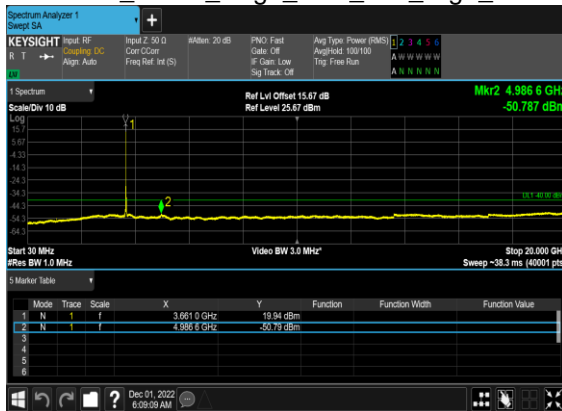 Spectrum Analyzer 1
Swept SA
+
KEYSIGHT Input: RF Input Z: 50 Ω #Atten: 20 dB PNO: Fast Avg Type: Power (RMS) 1 2 3 4 5 6
R T Coupling: DC Corr CCorr Gate: Off Avg|Hold: 100/100 A W W W W W
Align: Auto Freq Ref: Int (S) IF Gain: Low Trig: Free Run
Sig Track: Off A N N N N N
1 Spectrum Ref Lvl Offset 15.67 dB Mkr2 4.986 6 GHz
Scale/Div 10 dB Ref Level 25.67 dBm -50.787 dBm
Log
15.7
5.67
-4.33
-14.3
-24.3
-34.3
-44.3
-54.3
-64.3
1
2
DL1 -40.00 dBm
Start 30 MHz Video BW 3.0 MHz* Stop 20.000 GHz
#Res BW 1.0 MHz Sweep ~38.3 ms (40001 pts)
5 Marker Table
Mode Trace Scale X Y Function Function Width Function Value
1 N 1 f 3.661 0 GHz 19.94 dBm
2 N 1 f 4.986 6 GHz -50.79 dBm
3
4
5
6
? Dec 01, 2022
6:09:09 AM